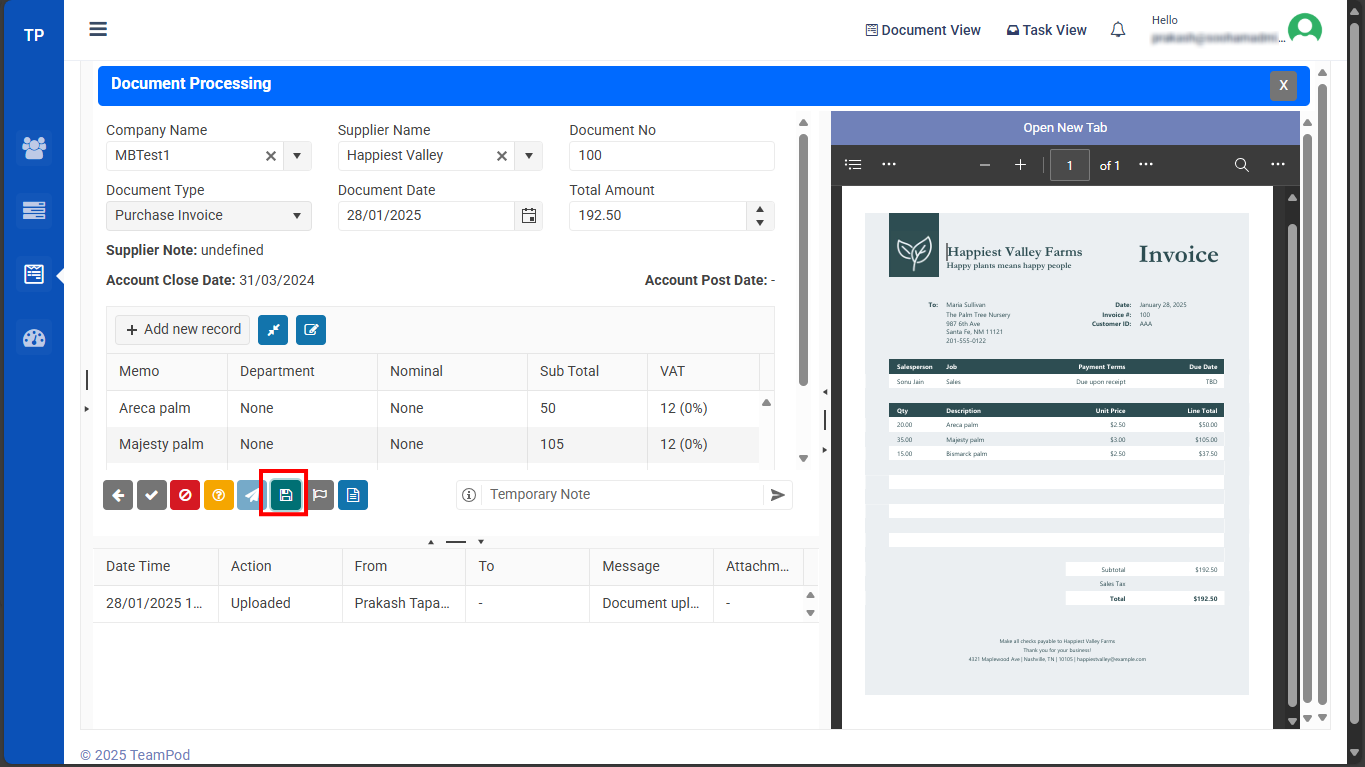 TP
Document View
Task View
Hello
Document Processing
X
Company Name
Supplier Name
Document No
MBTest1
Happiest Valley
100
Document Type
Document Date
Total Amount
Purchase Invoice
28/01/2025
192.50
Supplier Note: undefined
Account Close Date: 31/03/2024
Account Post Date: -
Add new record
Memo
Department
Nominal
Sub Total
VAT
Areca palm
None
None
50
12 (0%)
Majesty palm
None
None
105
12 (0%)
Temporary Note
Date Time
Action
From
To
Message
Attachm...
28/01/2025 1...
Uploaded
Prakash Tapa...
-
Document upl...
-
Open New Tab
1 of 1
Happiest Valley Farms
Happy plants means happy people
Invoice
To: Maria Sullivan
The Palm Tree Nursery
987 6th Ave
Santa Fe, NM 11121
201-555-0122
Date: January 28, 2025
Invoice #: 100
Customer ID: AAA
Salesperson Job Payment Terms Due Date
Sonu Jain Sales Due upon receipt TBD
Qty Description Unit Price Line Total
20.00 Areca palm $2.50 $50.00
35.00 Majesty palm $3.00 $105.00
15.00 Bismarck palm $2.50 $37.50
Subtotal $192.50
Sales Tax
Total $192.50
Make all checks payable to Happiest Valley Farms
Thank you for your business!
4321 Maplewood Ave | Nashville, TN | 10105 | happiestvalley@example.com
© 2025 TeamPod